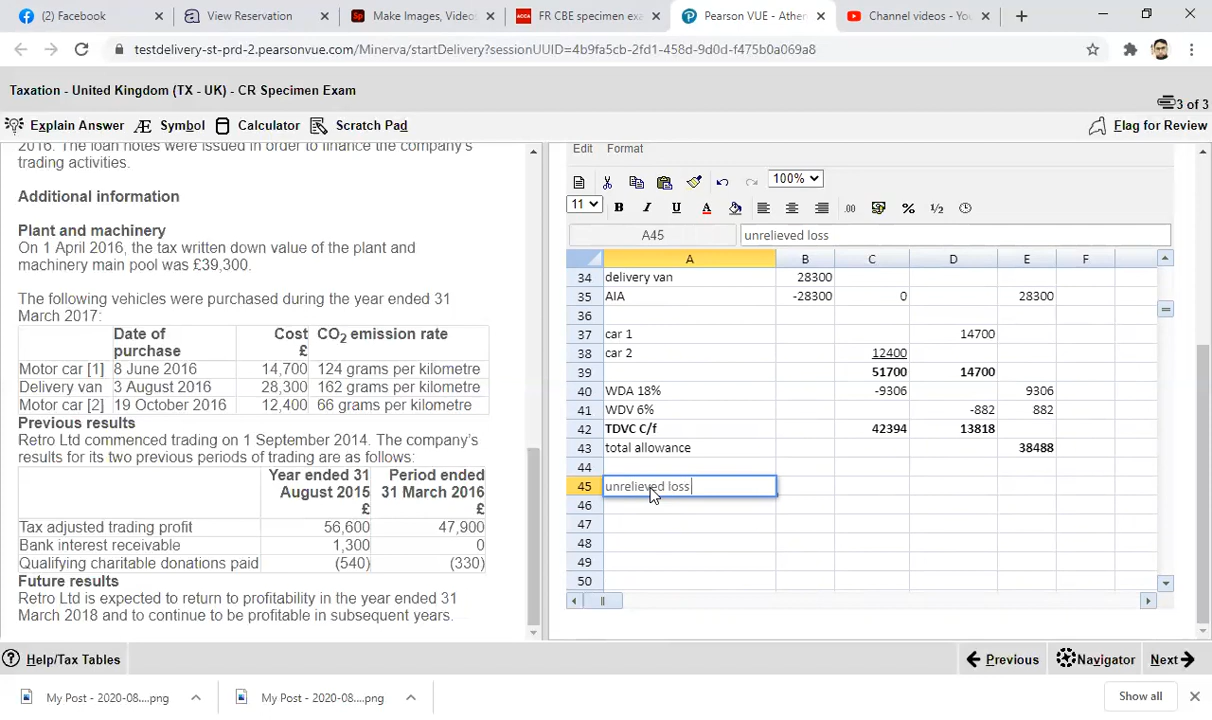 (2) Facebook
View Reservation
Make Images, Videos
FR CBE specimen exa
Pearson VUE - Ather
Channel videos - You
testdelivery-st-prd-2.pearsonvue.com/Minerva/startDelivery?sessionUUID=4b9fa5cb-2fd1-458d-9d0d-f475b0a069a8
Taxation - United Kingdom (TX - UK) - CR Specimen Exam
3 of 3
Explain Answer
Symbol
Calculator
Scratch Pad
Flag for Review
2016. The loan notes were issued in order to finance the company's
trading activities.
Additional information
Plant and machinery
On 1 April 2016, the tax written down value of the plant and
machinery main pool was £39,300.
The following vehicles were purchased during the year ended 31
March 2017:
Date of purchase Cost £ CO2 emission rate
Motor car [1] 8 June 2016 14,700 124 grams per kilometre
Delivery van 3 August 2016 28,300 162 grams per kilometre
Motor car [2] 19 October 2016 12,400 66 grams per kilometre
Previous results
Retro Ltd commenced trading on 1 September 2014. The company's
results for its two previous periods of trading are as follows:
Year ended 31 Period ended
August 2015 31 March 2016
£ £
Tax adjusted trading profit 56,600 47,900
Bank interest receivable 1,300 0
Qualifying charitable donations paid (540) (330)
Future results
Retro Ltd is expected to return to profitability in the year ended 31
March 2018 and to continue to be profitable in subsequent years.
Edit Format
100%
11 B I U A .00 % 1/2
A45 unrelieved loss
A B C D E F
34 delivery van 28300
35 AIA -28300 0 28300
36
37 car 1 14700
38 car 2 12400
39 51700 14700
40 WDA 18% -9306 9306
41 WDV 6% -882 882
42 TDVC C/f 42394 13818
43 total allowance 38488
44
45 unrelieved loss
46
47
48
49
50
Help/Tax Tables
Previous
Navigator
Next
My Post - 2020-08....png
My Post - 2020-08....png
Show all